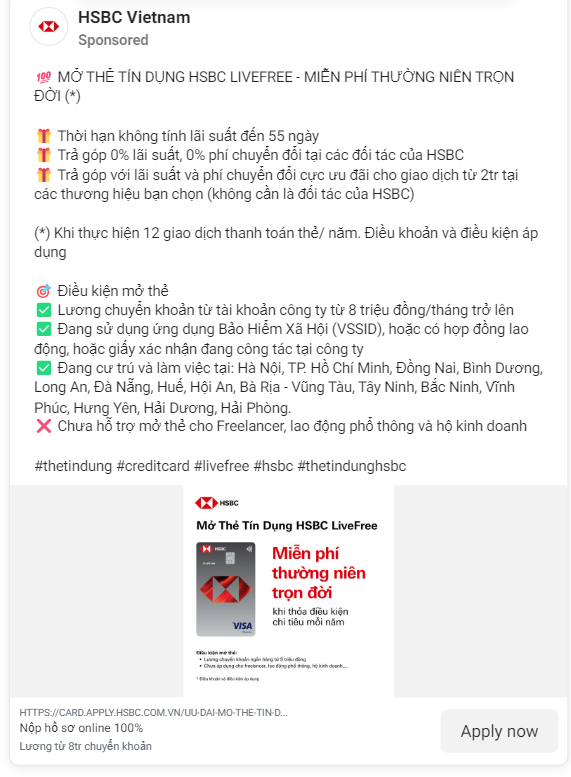 HSBC Vietnam
Sponsored
💯 MỞ THẺ TÍN DỤNG HSBC LIVEFREE - MIỄN PHÍ THƯỜNG NIÊN TRỌN
ĐỜI (*)
🎁 Thời hạn không tính lãi suất đến 55 ngày
🎁 Trả góp 0% lãi suất, 0% phí chuyển đổi tại các đối tác của HSBC
🎁 Trả góp với lãi suất và phí chuyển đổi cực ưu đãi cho giao dịch từ 2tr tại
các thương hiệu bạn chọn (không cần là đối tác của HSBC)
(*) Khi thực hiện 12 giao dịch thanh toán thẻ/ năm. Điều khoản và điều kiện áp
dụng
🎯 Điều kiện mở thẻ
✅ Lương chuyển khoản từ tài khoản công ty từ 8 triệu đồng/tháng trở lên
✅ Đang sử dụng ứng dụng Bảo Hiểm Xã Hội (VSSID), hoặc có hợp đồng lao
động, hoặc giấy xác nhận đang công tác tại công ty
✅ Đang cư trú và làm việc tại: Hà Nội, TP. Hồ Chí Minh, Đồng Nai, Bình Dương,
Long An, Đà Nẵng, Huế, Hội An, Bà Rịa - Vũng Tàu, Tây Ninh, Bắc Ninh, Vĩnh
Phúc, Hưng Yên, Hải Dương, Hải Phòng.
❌ Chưa hỗ trợ mở thẻ cho Freelancer, lao động phổ thông và hộ kinh doanh
#thetindung #creditcard #livefree #hsbc #thetindunghsbc
HSBC
Mở Thẻ Tín Dụng HSBC LiveFree
HSBC
VISA
Miễn phí
thường niên
trọn đời
khi thỏa điều kiện
chi tiêu mỗi năm
Điều kiện mở thẻ:
• Lương chuyển khoản ngân hàng từ 8 triệu đồng
• Chưa áp dụng cho freelancer, lao động phổ thông, hộ kinh doanh,...
* Điều khoản và điều kiện áp dụng
HTTPS://CARD.APPLY.HSBC.COM.VN/UU-DAI-MO-THE-TIN-D...
Nộp hồ sơ online 100%
Lương từ 8tr chuyển khoản
Apply now